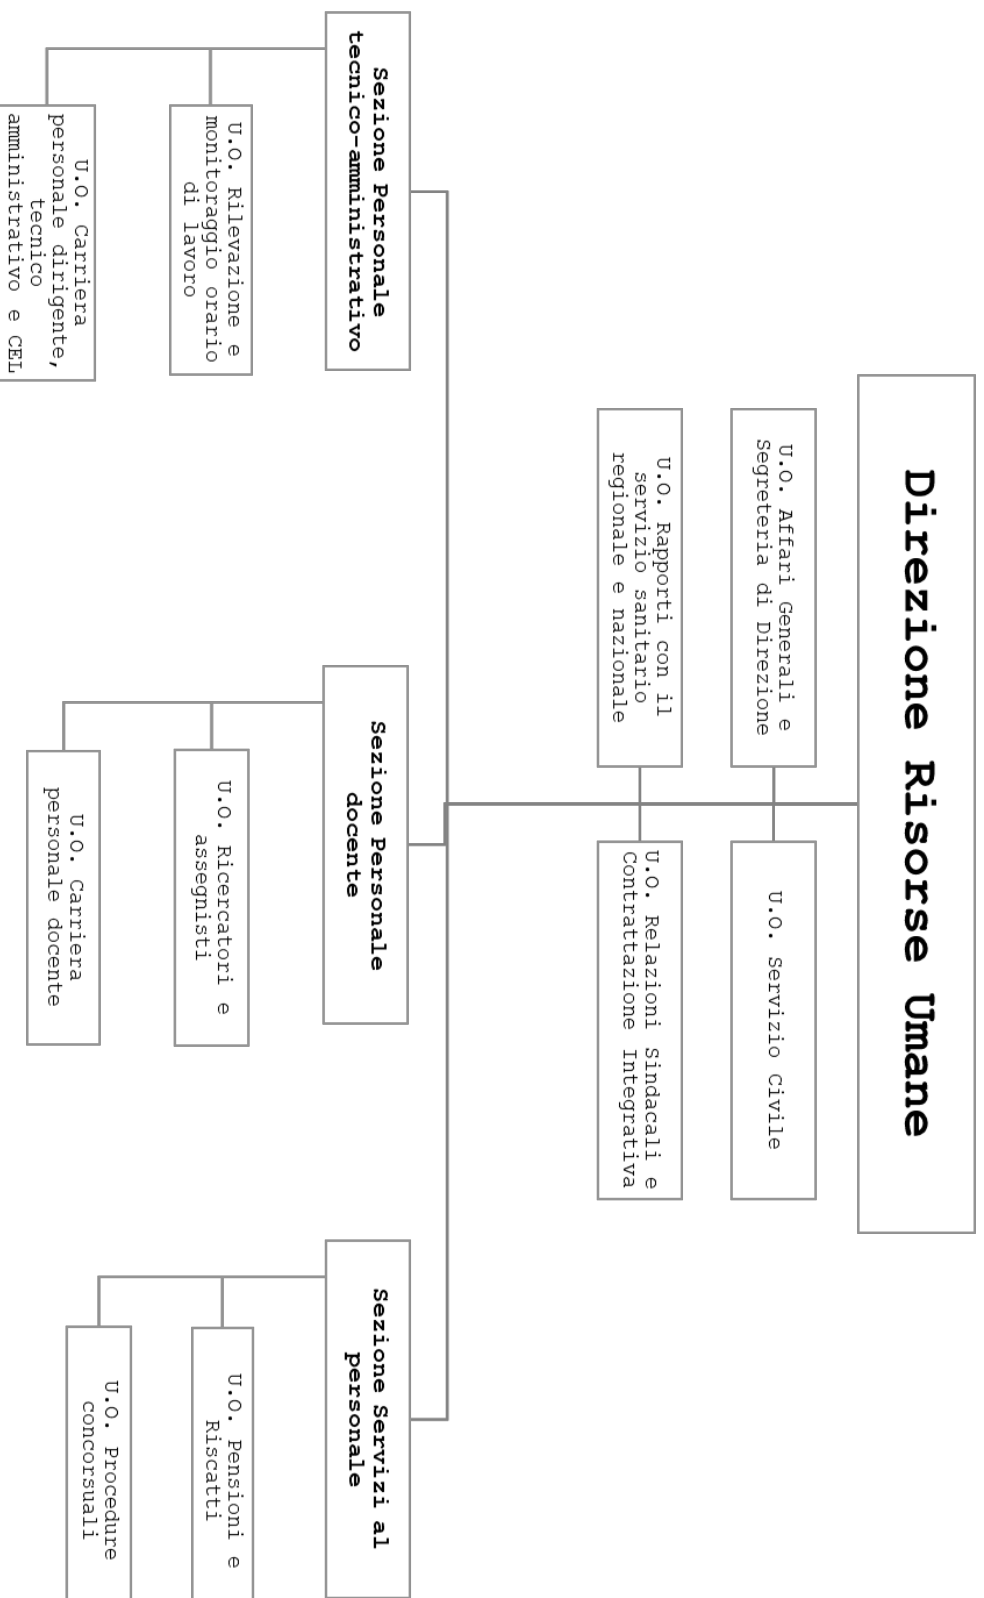 Direzione Risorse Umane
U.O. Affari Generali e
Segreteria di Direzione
U.O. Servizio Civile
U.O. Rapporti con il
servizio sanitario
regionale e nazionale
U.O. Relazioni Sindacali e
Contrattazione Integrativa
Sezione Personale
tecnico-amministrativo
U.O. Rilevazione e
monitoraggio orario
di lavoro
U.O. Carriera
personale dirigente,
tecnico
amministrativo e CEL
Sezione Personale
docente
U.O. Ricercatori e
assegnisti
U.O. Carriera
personale docente
Sezione Servizi al
personale
U.O. Pensioni e
Riscatti
U.O. Procedure
concorsuali